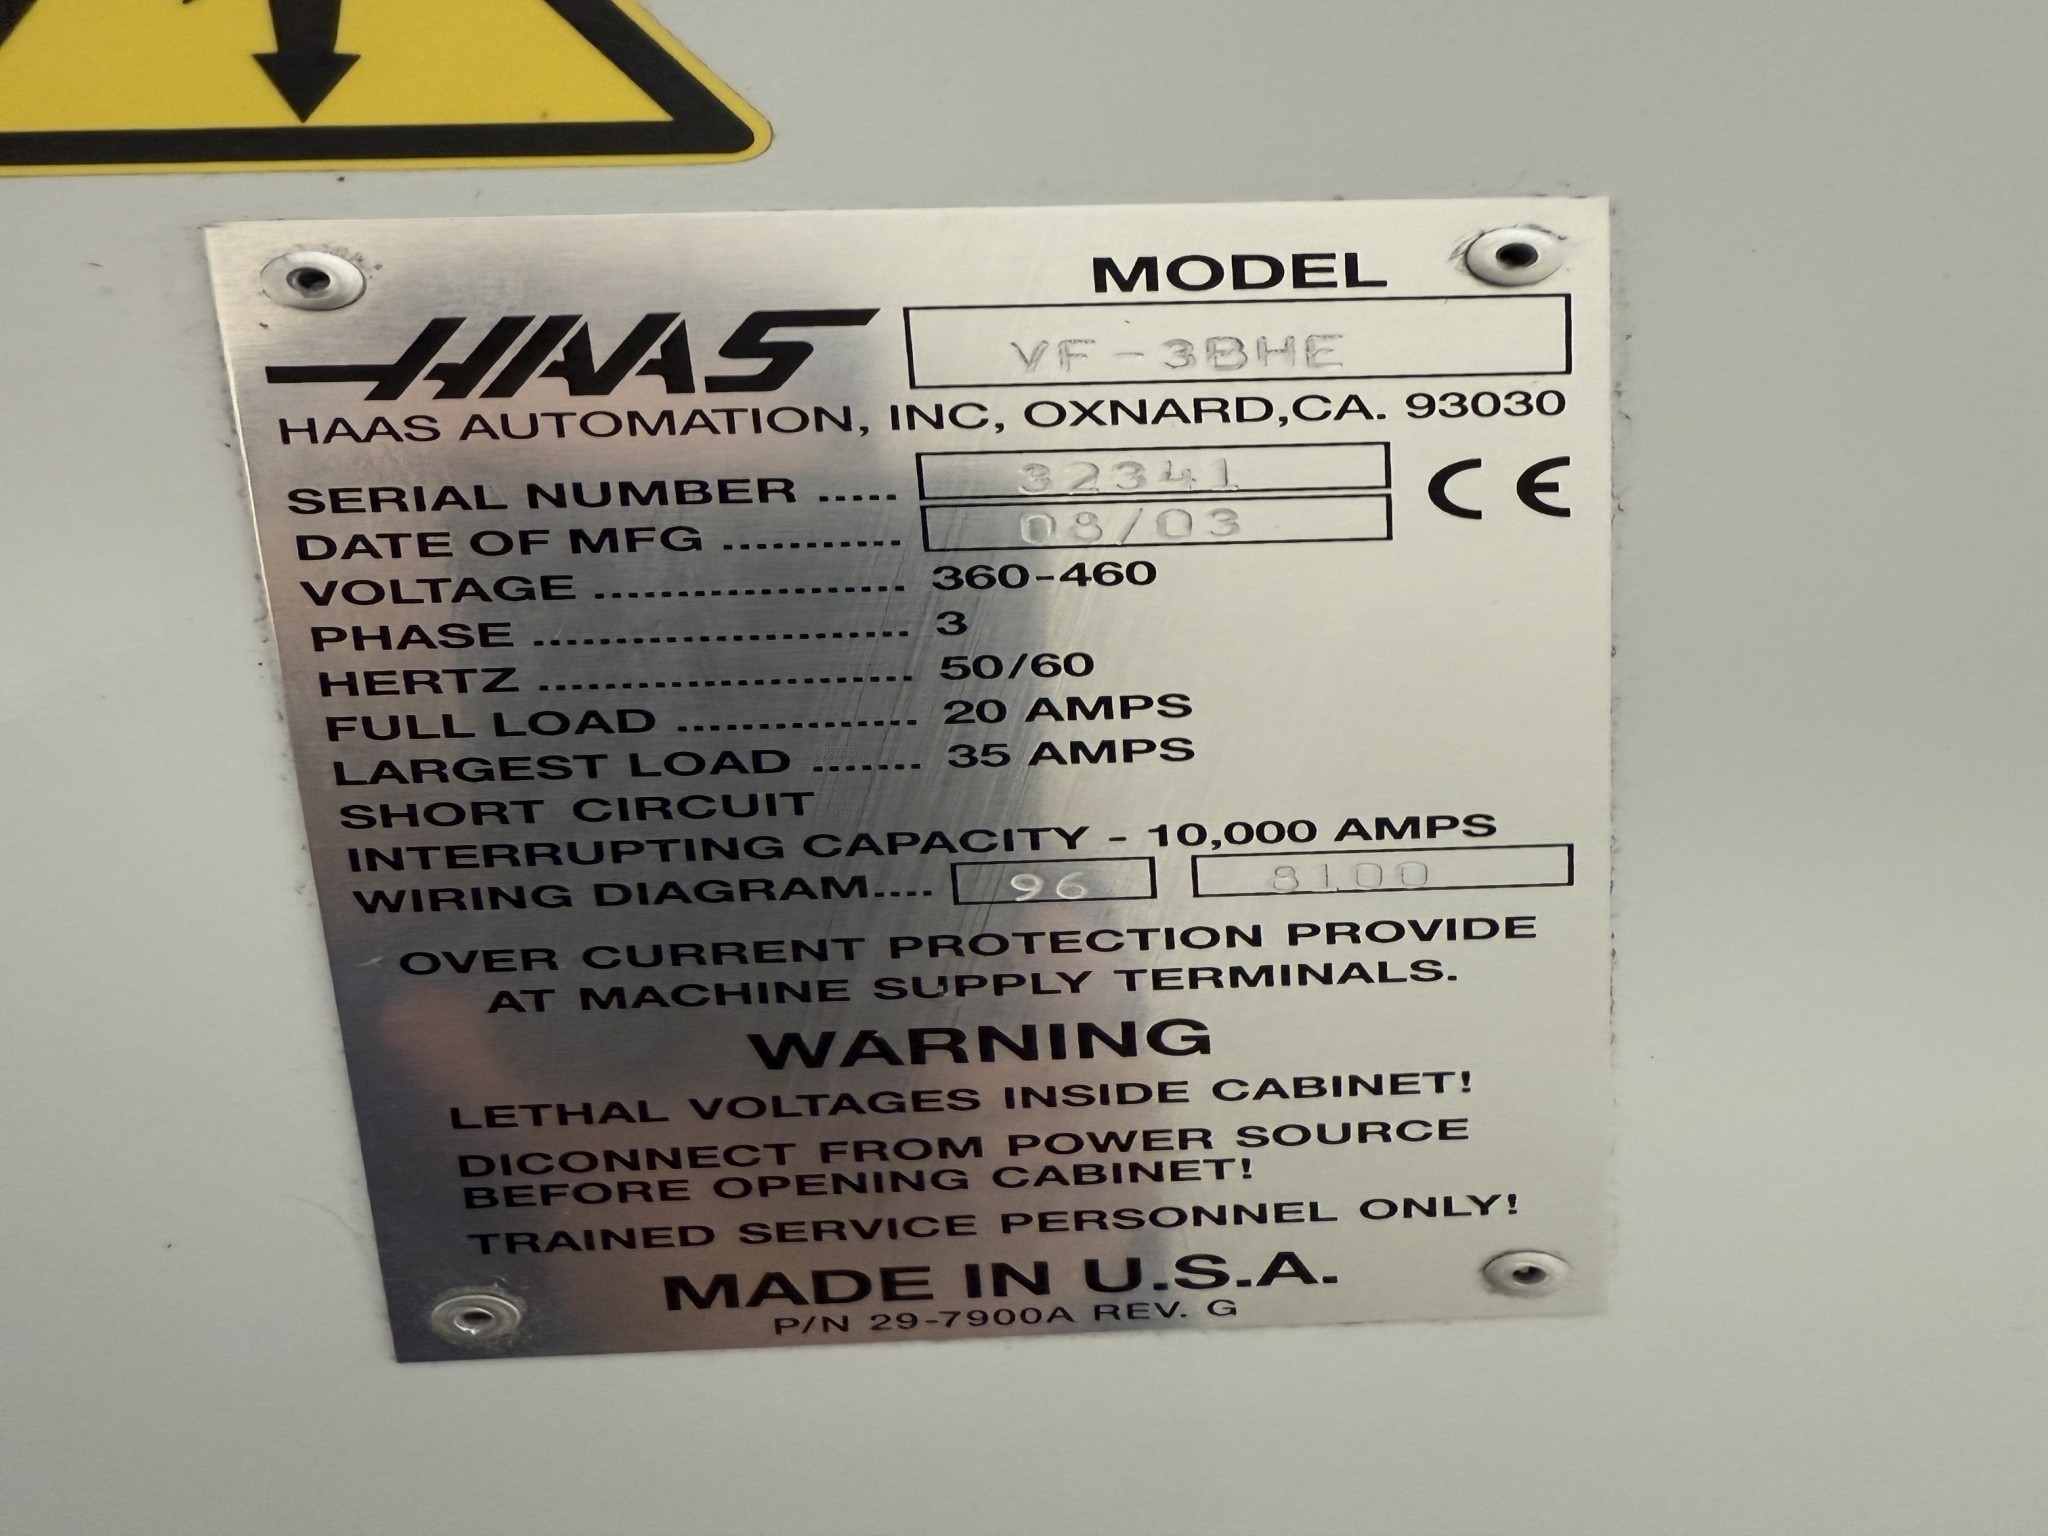 MODEL
HAAS VF-3BHE
HAAS AUTOMATION, INC, OXNARD,CA. 93030
SERIAL NUMBER ..... 32341 CE
DATE OF MFG ........... 08/03
VOLTAGE ................... 360-460
PHASE ....................... 3
HERTZ ....................... 50/60
FULL LOAD ............... 20 AMPS
LARGEST LOAD ....... 35 AMPS
SHORT CIRCUIT
INTERRUPTING CAPACITY - 10,000 AMPS
WIRING DIAGRAM.... 96 8100
OVER CURRENT PROTECTION PROVIDE
AT MACHINE SUPPLY TERMINALS.
WARNING
LETHAL VOLTAGES INSIDE CABINET!
DICONNECT FROM POWER SOURCE
BEFORE OPENING CABINET!
TRAINED SERVICE PERSONNEL ONLY!
MADE IN U.S.A.
P/N 29-7900A REV. G